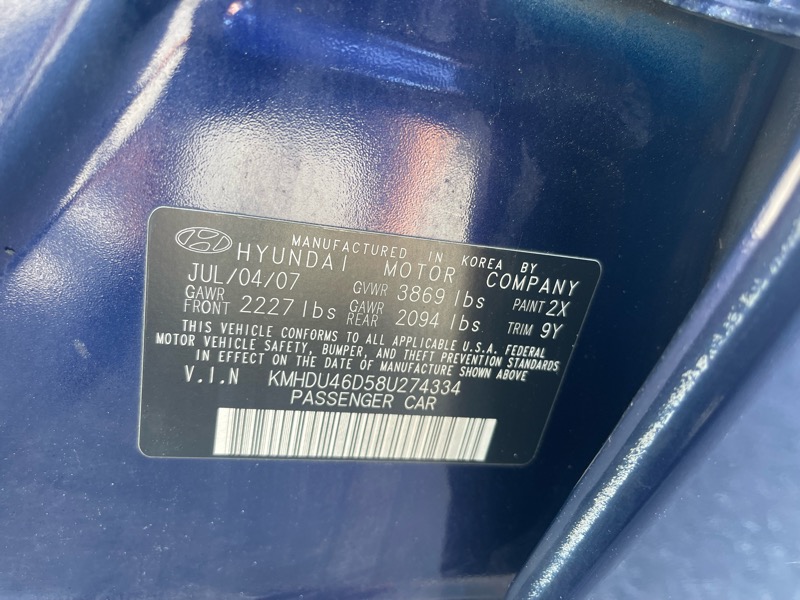 MANUFACTURED IN KOREA BY
HYUNDAI MOTOR COMPANY
JUL/04/07 GVWR 3869 lbs PAINT 2X
GAWR FRONT 2227 lbs GAWR REAR 2094 lbs TRIM 9Y
THIS VEHICLE CONFORMS TO ALL APPLICABLE U.S.A. FEDERAL
MOTOR VEHICLE SAFETY, BUMPER, AND THEFT PREVENTION STANDARDS
IN EFFECT ON THE DATE OF MANUFACTURE SHOWN ABOVE
V.I.N KMHDU46D58U274334
PASSENGER CAR